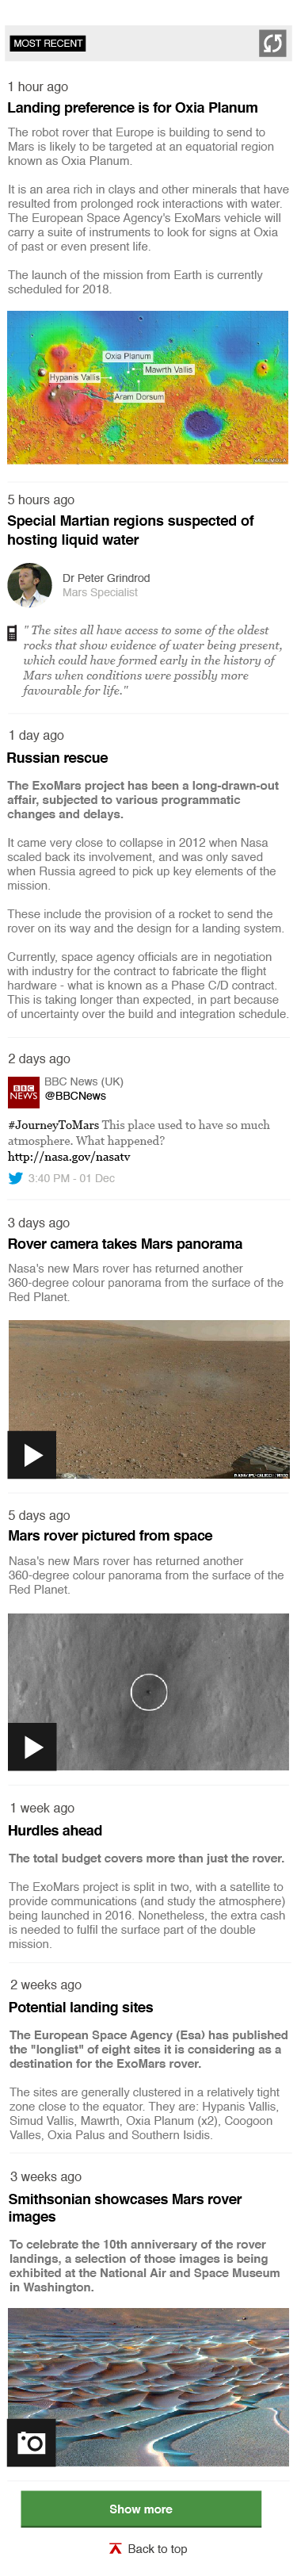 MOST RECENT
1 hour ago
Landing preference is for Oxia Planum
The robot rover that Europe is building to send to
Mars is likely to be targeted at an equatorial region
known as Oxia Planum.
It is an area rich in clays and other minerals that have
resulted from prolonged rock interactions with water.
The European Space Agency's ExoMars vehicle will
carry a suite of instruments to look for signs at Oxia
of past or even present life.
The launch of the mission from Earth is currently
scheduled for 2018.
Oxia Planum
Mawrth Vallis
Hypanis Vallis
Aram Dorsum
5 hours ago
Special Martian regions suspected of
hosting liquid water
Dr Peter Grindrod
Mars Specialist
" The sites all have access to some of the oldest
rocks that show evidence of water being present,
which could have formed early in the history of
Mars when conditions were possibly more
favourable for life."
1 day ago
Russian rescue
The ExoMars project has been a long-drawn-out
affair, subjected to various programmatic
changes and delays.
It came very close to collapse in 2012 when Nasa
scaled back its involvement, and was only saved
when Russia agreed to pick up key elements of the
mission.
These include the provision of a rocket to send the
rover on its way and the design for a landing system.
Currently, space agency officials are in negotiation
with industry for the contract to fabricate the flight
hardware - what is known as a Phase C/D contract.
This is taking longer than expected, in part because
of uncertainty over the build and integration schedule.
2 days ago
BBC
NEWS
BBC News (UK)
@BBCNews
#JourneyToMars This place used to have so much
atmosphere. What happened?
http://nasa.gov/nasatv
3:40 PM - 01 Dec
3 days ago
Rover camera takes Mars panorama
Nasa's new Mars rover has returned another
360-degree colour panorama from the surface of the
Red Planet.
5 days ago
Mars rover pictured from space
Nasa's new Mars rover has returned another
360-degree colour panorama from the surface of the
Red Planet.
1 week ago
Hurdles ahead
The total budget covers more than just the rover.
The ExoMars project is split in two, with a satellite to
provide communications (and study the atmosphere)
being launched in 2016. Nonetheless, the extra cash
is needed to fulfil the surface part of the double
mission.
2 weeks ago
Potential landing sites
The European Space Agency (Esa) has published
the "longlist" of eight sites it is considering as a
destination for the ExoMars rover.
The sites are generally clustered in a relatively tight
zone close to the equator. They are: Hypanis Vallis,
Simud Vallis, Mawrth, Oxia Planum (x2), Coogoon
Valles, Oxia Palus and Southern Isidis.
3 weeks ago
Smithsonian showcases Mars rover
images
To celebrate the 10th anniversary of the rover
landings, a selection of those images is being
exhibited at the National Air and Space Museum
in Washington.
Show more
Back to top